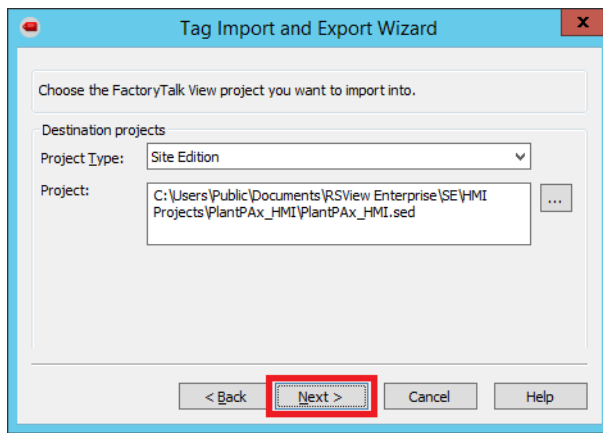 Tag Import and Export Wizard
x
Choose the FactoryTalk View project you want to import into.
Destination projects
Project Type:
Site Edition
Project:
C:\Users\Public\Documents\RSView Enterprise\SE\HMI
Projects\PlantPAx_HMI\PlantPAx_HMI.sed
...
< Back
Next >
Cancel
Help